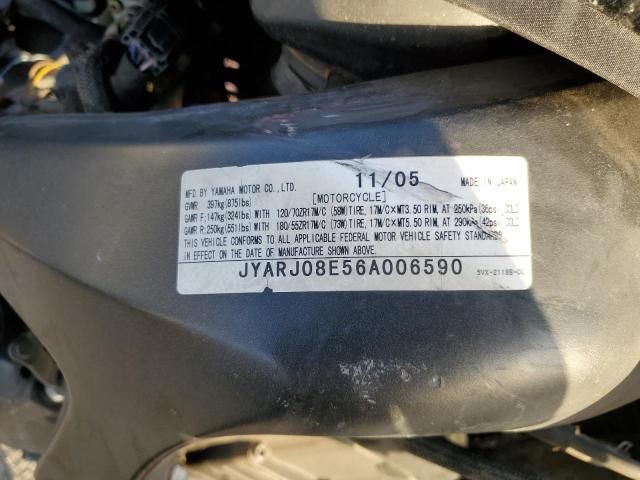 11/05
MFD. BY YAMAHA MOTOR CO., LTD. MADE IN JAPAN
GVWR 397kg(875lbs) [MOTORCYCLE]
GAWR F:147kg(324lbs) WITH 120/70ZR17M/C (58W)TIRE, 17M/C×MT3.50 RIM, AT 250kPa(36psi) COLD
GAWR R:250kg(551lbs) WITH 180/55ZR17M/C (73W)TIRE, 17M/C×MT5.50 RIM, AT 290kPa(42psi) COLD
THIS VEHICLE CONFORMS TO ALL APPLICABLE FEDERAL MOTOR VEHICLE SAFETY STANDARDS
IN EFFECT ON THE DATE OF MANUFACTURE SHOWN ABOVE.
JYARJ08E56A006590 5VX-2118B-00